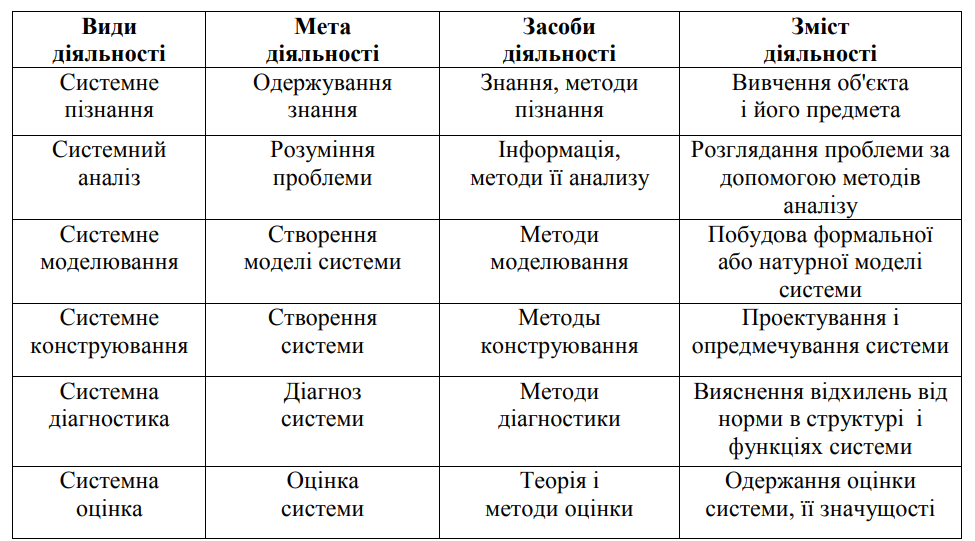 Види діяльності
Мета діяльності
Засоби діяльності
Зміст діяльності
Системне пізнання
Одержування знання
Знання, методи пізнання
Вивчення об'єкта і його предмета
Системний аналіз
Розуміння проблеми
Інформація, методи її анализу
Розглядання проблеми за допомогою методів аналізу
Системне моделювання
Створення моделі системи
Методи моделювання
Побудова формальної або натурної моделі системи
Системне конструювання
Створення системи
Методы конструювання
Проектування і опредмечування системи
Системна діагностика
Діагноз системи
Методи діагностики
Вияснення відхилень від норми в структурі і функціях системи
Системна оцінка
Оцінка системи
Теорія і методи оцінки
Одержання оцінки системи, її значущості